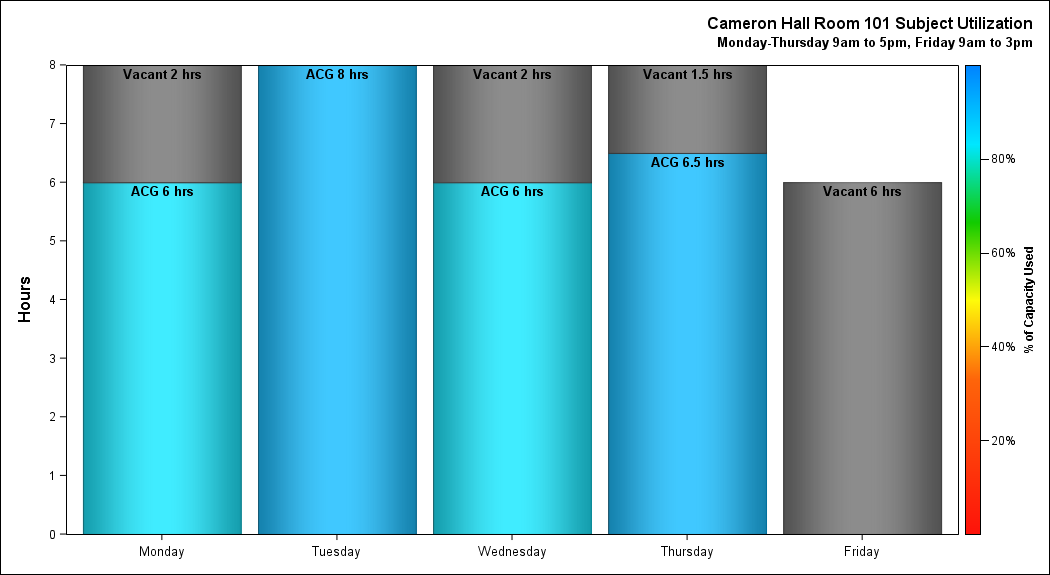 Cameron Hall Room 101 Subject Utilization
Monday-Thursday 9am to 5pm, Friday 9am to 3pm
Hours
8
7
6
5
4
3
2
1
0
Vacant 2 hrs
ACG 6 hrs
ACG 8 hrs
Vacant 2 hrs
ACG 6 hrs
Vacant 1.5 hrs
ACG 6.5 hrs
Vacant 6 hrs
Monday
Tuesday
Wednesday
Thursday
Friday
80%
60%
40%
20%
% of Capacity Used